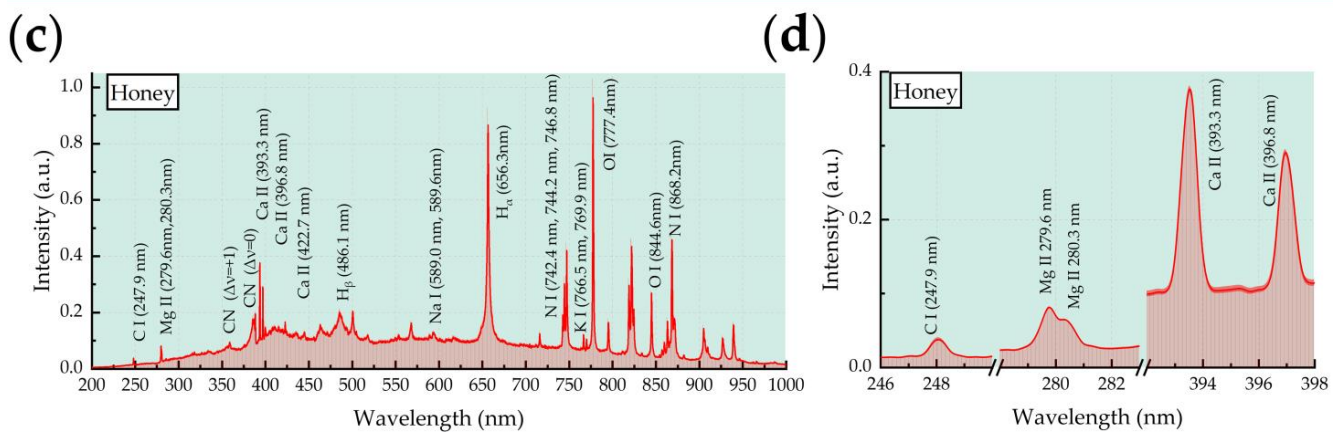 (c)
Honey
1.0
0.8
0.6
0.4
0.2
0.0
Intensity (a.u.)
C I (247.9 nm)
Mg II (279.6nm,280.3nm)
CN (Δν=+1)
CN (Δν=0)
Ca II (393.3 nm)
Ca II (396.8 nm)
Ca II (422.7 nm)
Hβ (486.1 nm)
Na I (589.0 nm, 589.6nm)
Hα (656.3nm)
N I (742.4 nm, 744.2 nm, 746.8 nm)
K I (766.5 nm, 769.9 nm)
OI (777.4nm)
O I (844.6nm)
N I (868.2nm)
200 250 300 350 400 450 500 550 600 650 700 750 800 850 900 950 1000
Wavelength (nm)
(d)
Honey
0.4
0.2
0.0
Intensity (a.u.)
C I (247.9 nm)
Mg II 279.6 nm
Mg II 280.3 nm
Ca II (393.3 nm)
Ca II (396.8 nm)
246 248 280 282 394 396 398
Wavelength (nm)